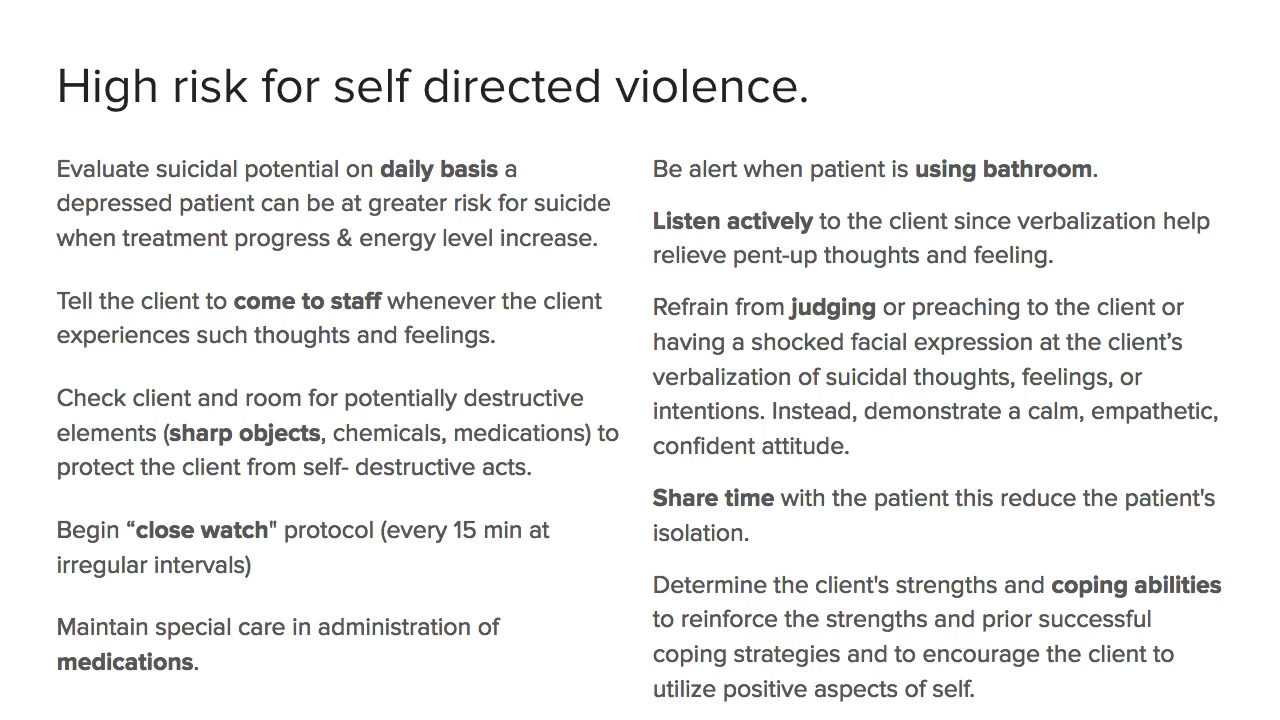 High risk for self directed violence.
Evaluate suicidal potential on daily basis a
depressed patient can be at greater risk for suicide
when treatment progress & energy level increase.
Tell the client to come to staff whenever the client
experiences such thoughts and feelings.
Check client and room for potentially destructive
elements (sharp objects, chemicals, medications) to
protect the client from self- destructive acts.
Begin “close watch" protocol (every 15 min at
irregular intervals)
Maintain special care in administration of
medications.
Be alert when patient is using bathroom.
Listen actively to the client since verbalization help
relieve pent-up thoughts and feeling.
Refrain from judging or preaching to the client or
having a shocked facial expression at the client’s
verbalization of suicidal thoughts, feelings, or
intentions. Instead, demonstrate a calm, empathetic,
confident attitude.
Share time with the patient this reduce the patient's
isolation.
Determine the client's strengths and coping abilities
to reinforce the strengths and prior successful
coping strategies and to encourage the client to
utilize positive aspects of self.